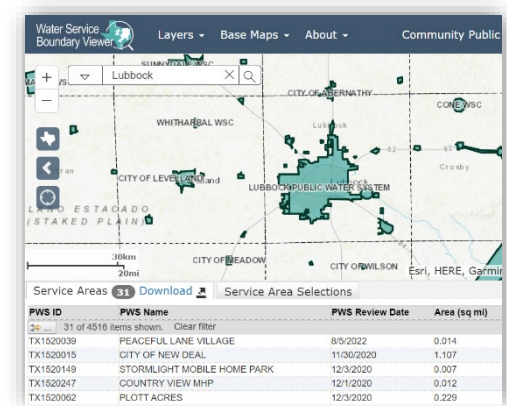 Water Service
Boundary Viewer
Layers
Base Maps
About
Community Public
SUNNYDALE WSC
Lubbock
CITY OF ABERNATHY
CONE WSC
WHITHARRAL WSC
Lubbock
62
Crosby
CITY OF LEVELLAND
LUBBOCK PUBLIC WATER SYSTEM
LLANO ESTACADO
(STAKED PLAIN)
84
30km
20mi
CITY OF MEADOW
CITY OF WILSON
Esri, HERE, Garmin
Service Areas 31 Download
Service Area Selections
PWS ID PWS Name PWS Review Date Area (sq mi)
... 31 of 4516 items shown. Clear filter
TX1520039 PEACEFUL LANE VILLAGE 8/5/2022 0.014
TX1520015 CITY OF NEW DEAL 11/30/2020 1.107
TX1520149 STORMLIGHT MOBILE HOME PARK 12/3/2020 0.007
TX1520247 COUNTRY VIEW MHP 12/1/2020 0.012
TX1520062 PLOTT ACRES 12/3/2020 0.229